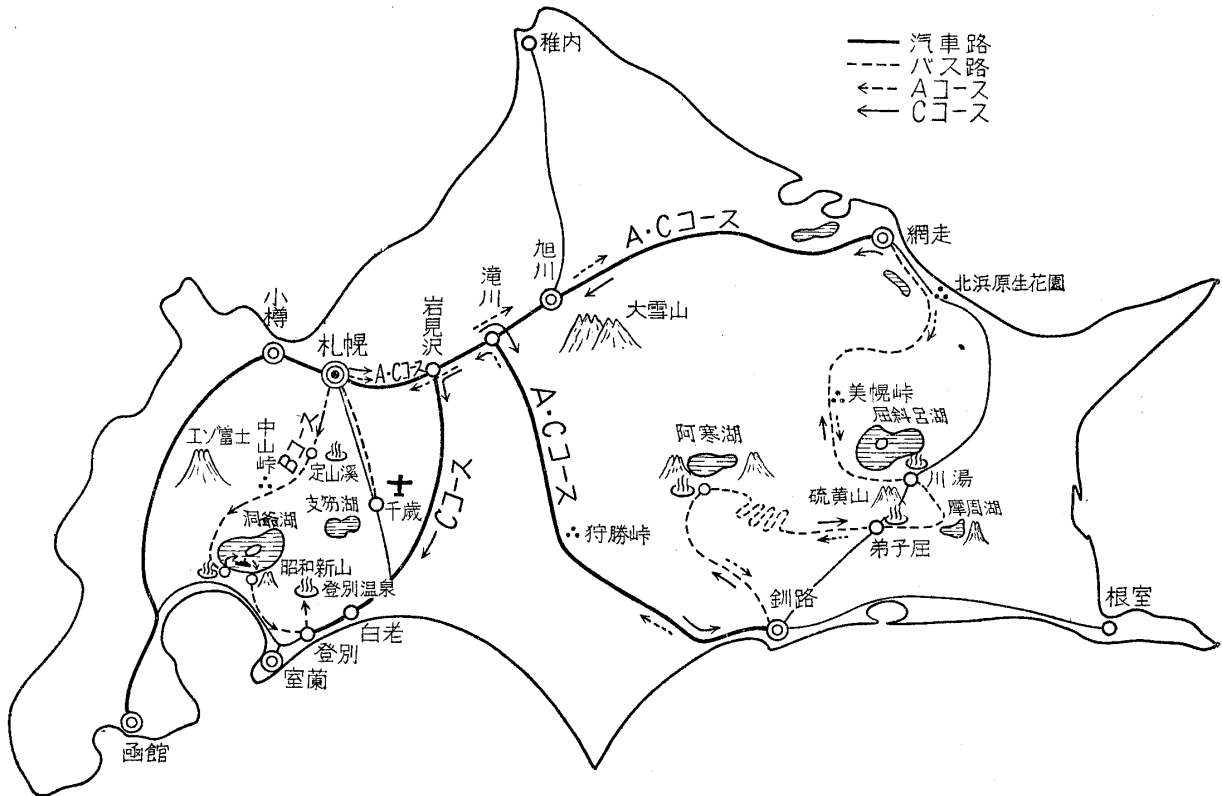 汽車路
バス路
Aコース
Cコース
稚内
網走
北浜原生花園
A・Cコース
旭川
滝川
大雪山
岩見沢
小樽
札幌
A・Cコース
A・Cコース
美幌峠
屈斜呂湖
川湯
阿寒湖
硫黄山
摩周湖
弟子屈
狩勝峠
釧路
根室
エゾ富士
中山峠
Bコース
定山渓
支笏湖
千歳
コース
洞爺湖
昭和新山
登別温泉
白老
登別
室蘭
函館